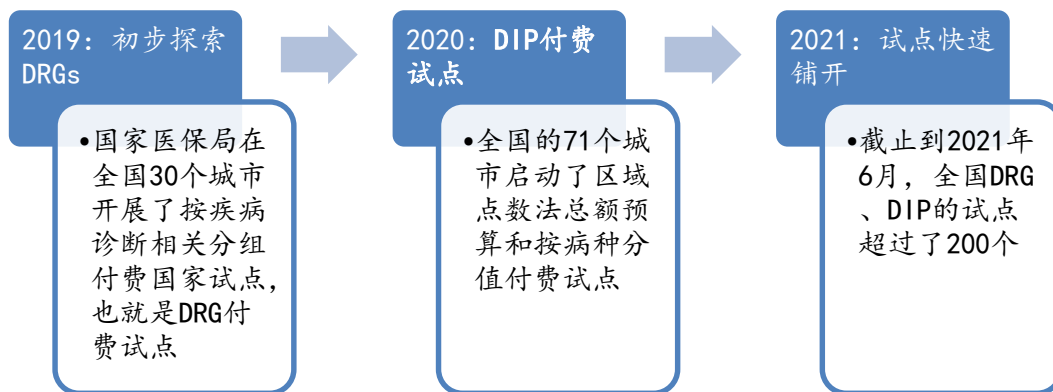 2019：初步探索
DRGs
•国家医保局在
全国30个城市
开展了按疾病
诊断相关分组
付费国家试点，
也就是DRG付
费试点
2020：DIP付费
试点
•全国的71个城
市启动了区域
点数法总额预
算和按病种分
值付费试点
2021：试点快速
铺开
•截止到2021年
6月，全国DRG
、DIP的试点
超过了200个